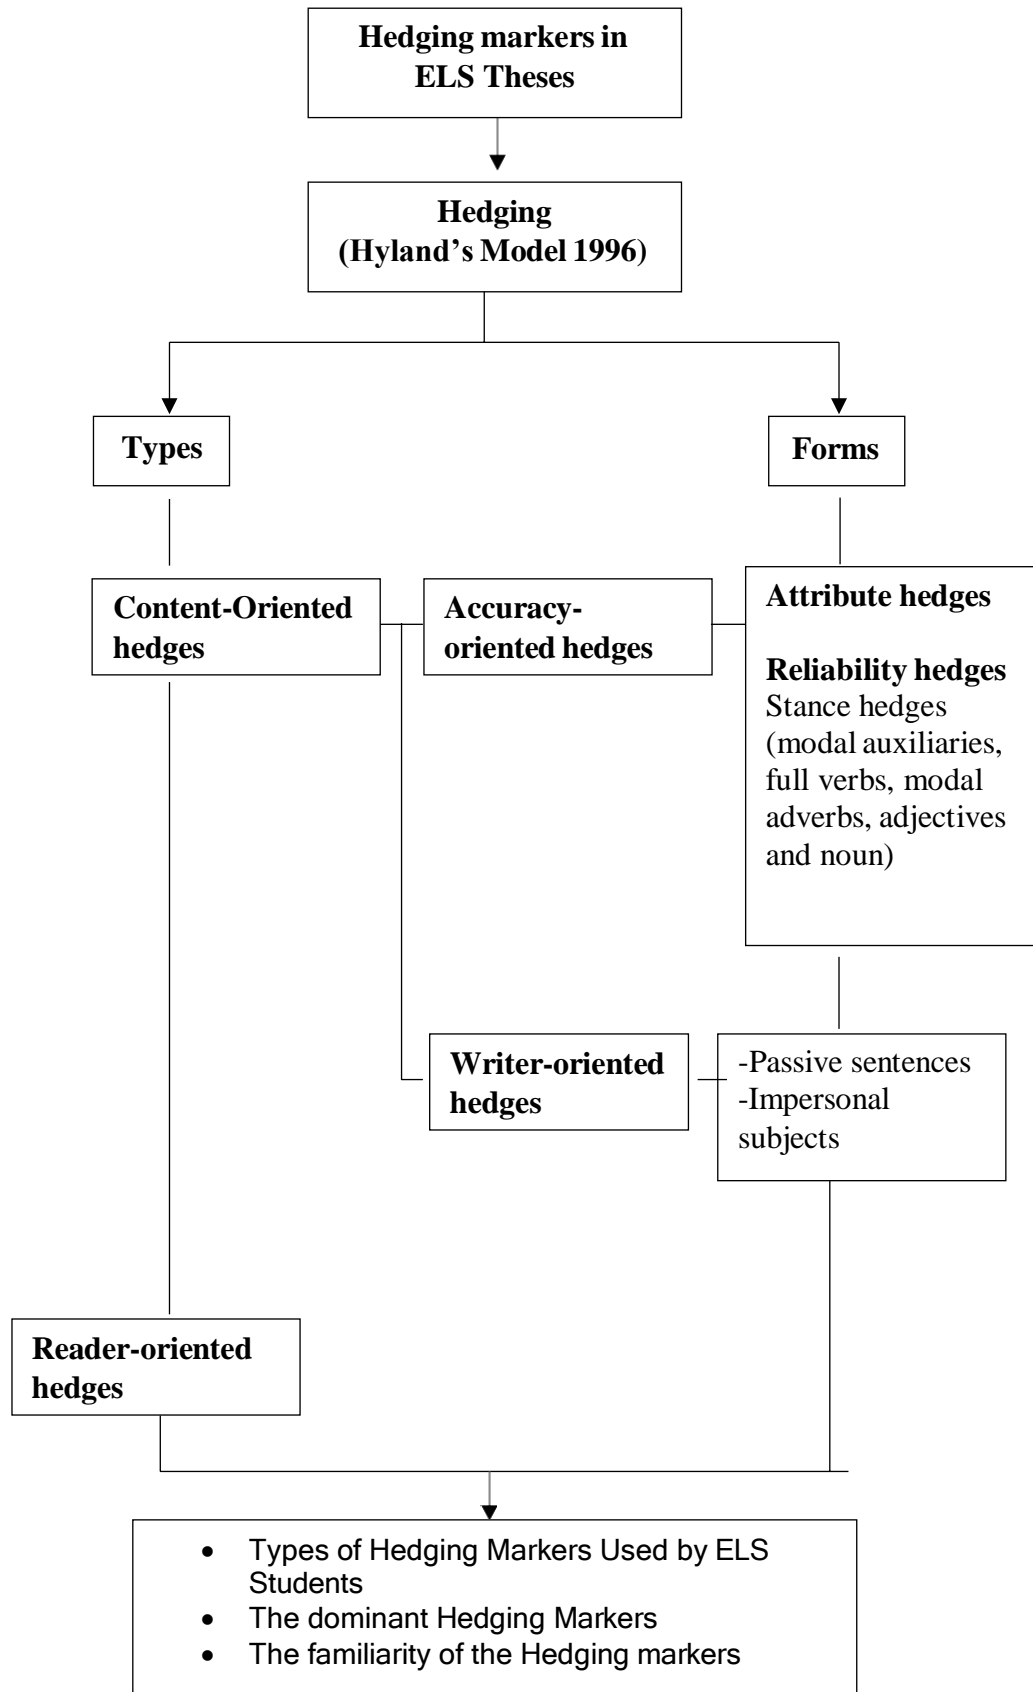 Hedging markers in
ELS Theses
Hedging
(Hyland’s Model 1996)
Types
Forms
Content-Oriented
hedges
Accuracy-
oriented hedges
Attribute hedges
Reliability hedges
Stance hedges
(modal auxiliaries,
full verbs, modal
adverbs, adjectives
and noun)
Writer-oriented
hedges
-Passive sentences
-Impersonal
subjects
Reader-oriented
hedges
• Types of Hedging Markers Used by ELS
Students
• The dominant Hedging Markers
• The familiarity of the Hedging markers